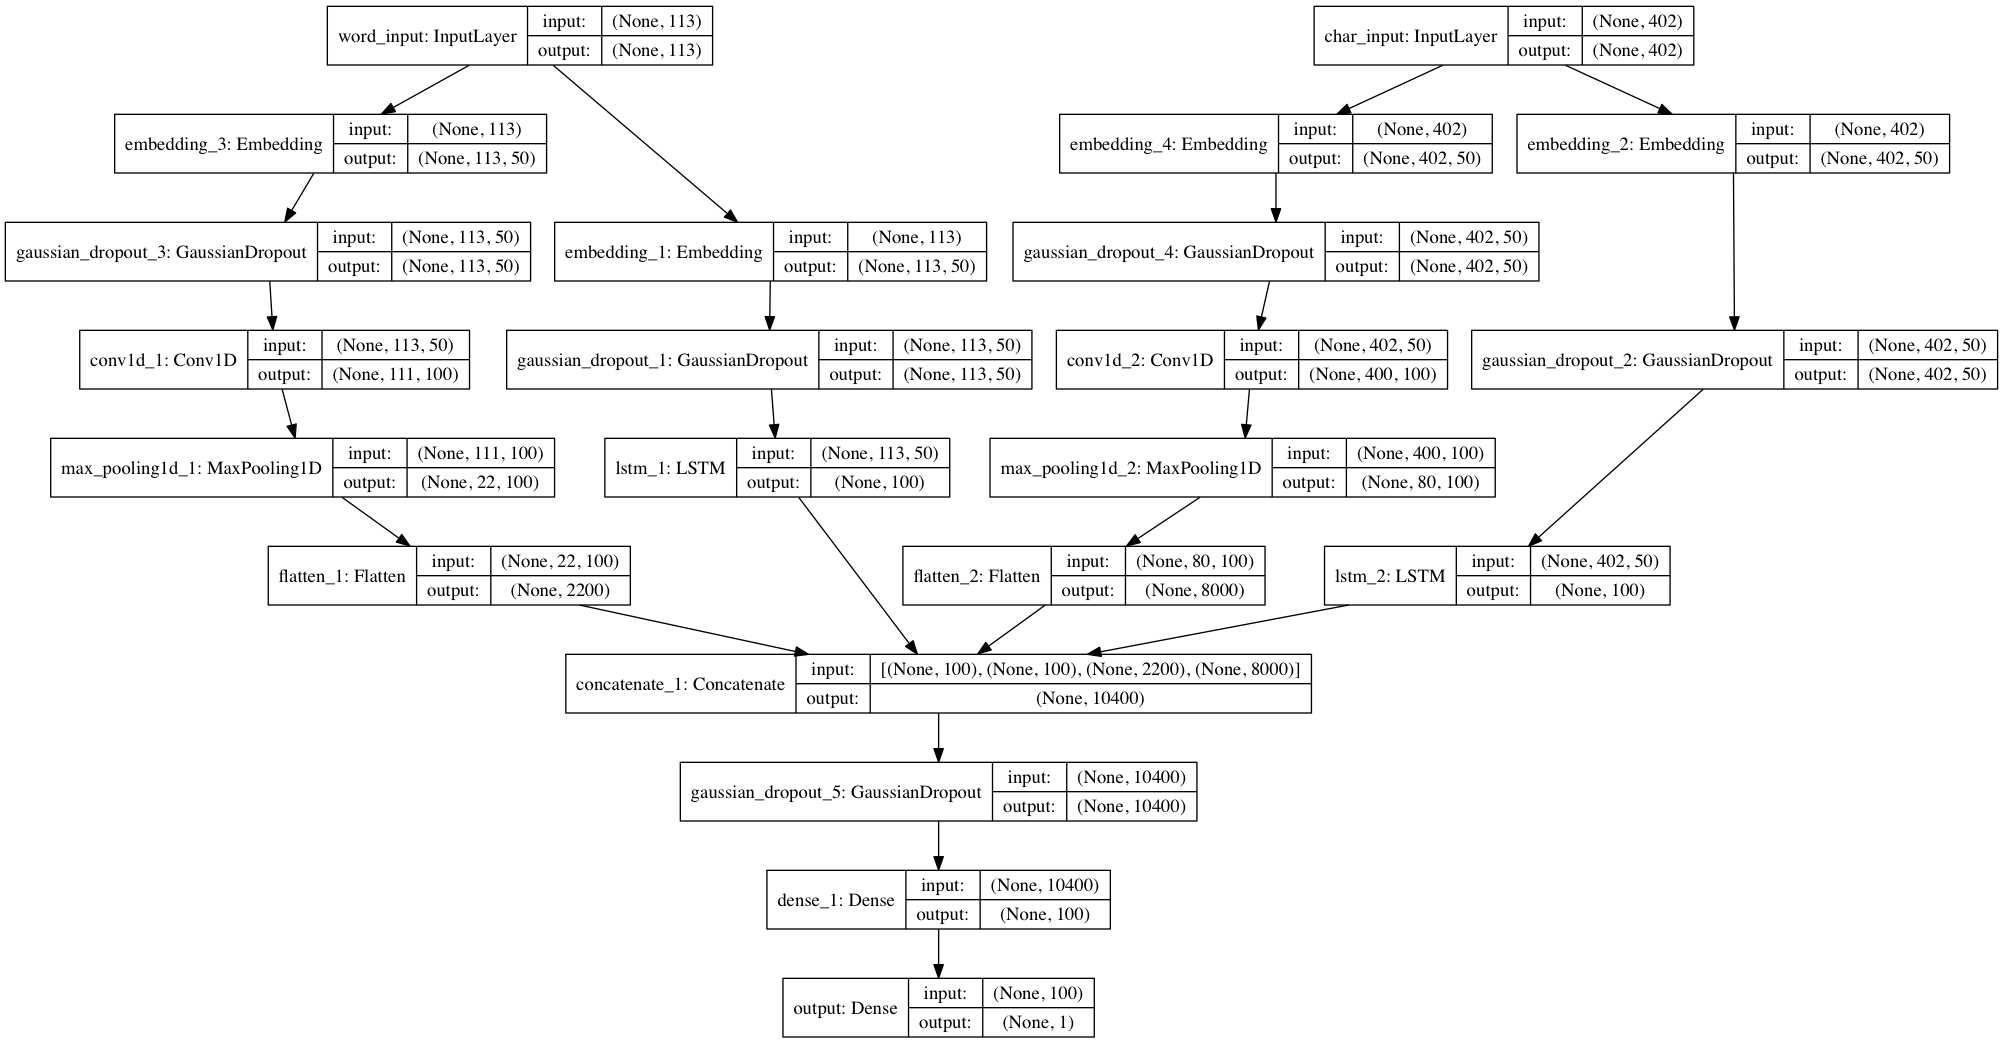 word_input: InputLayer
input: (None, 113)
output: (None, 113)
char_input: InputLayer
input: (None, 402)
output: (None, 402)
embedding_3: Embedding
input: (None, 113)
output: (None, 113, 50)
embedding_4: Embedding
input: (None, 402)
output: (None, 402, 50)
embedding_2: Embedding
input: (None, 402)
output: (None, 402, 50)
gaussian_dropout_3: GaussianDropout
input: (None, 113, 50)
output: (None, 113, 50)
embedding_1: Embedding
input: (None, 113)
output: (None, 113, 50)
gaussian_dropout_4: GaussianDropout
input: (None, 402, 50)
output: (None, 402, 50)
conv1d_1: Conv1D
input: (None, 113, 50)
output: (None, 111, 100)
gaussian_dropout_1: GaussianDropout
input: (None, 113, 50)
output: (None, 113, 50)
conv1d_2: Conv1D
input: (None, 402, 50)
output: (None, 400, 100)
gaussian_dropout_2: GaussianDropout
input: (None, 402, 50)
output: (None, 402, 50)
max_pooling1d_1: MaxPooling1D
input: (None, 111, 100)
output: (None, 22, 100)
lstm_1: LSTM
input: (None, 113, 50)
output: (None, 100)
max_pooling1d_2: MaxPooling1D
input: (None, 400, 100)
output: (None, 80, 100)
flatten_1: Flatten
input: (None, 22, 100)
output: (None, 2200)
flatten_2: Flatten
input: (None, 80, 100)
output: (None, 8000)
lstm_2: LSTM
input: (None, 402, 50)
output: (None, 100)
concatenate_1: Concatenate
input: [(None, 100), (None, 100), (None, 2200), (None, 8000)]
output: (None, 10400)
gaussian_dropout_5: GaussianDropout
input: (None, 10400)
output: (None, 10400)
dense_1: Dense
input: (None, 10400)
output: (None, 100)
output: Dense
input: (None, 100)
output: (None, 1)